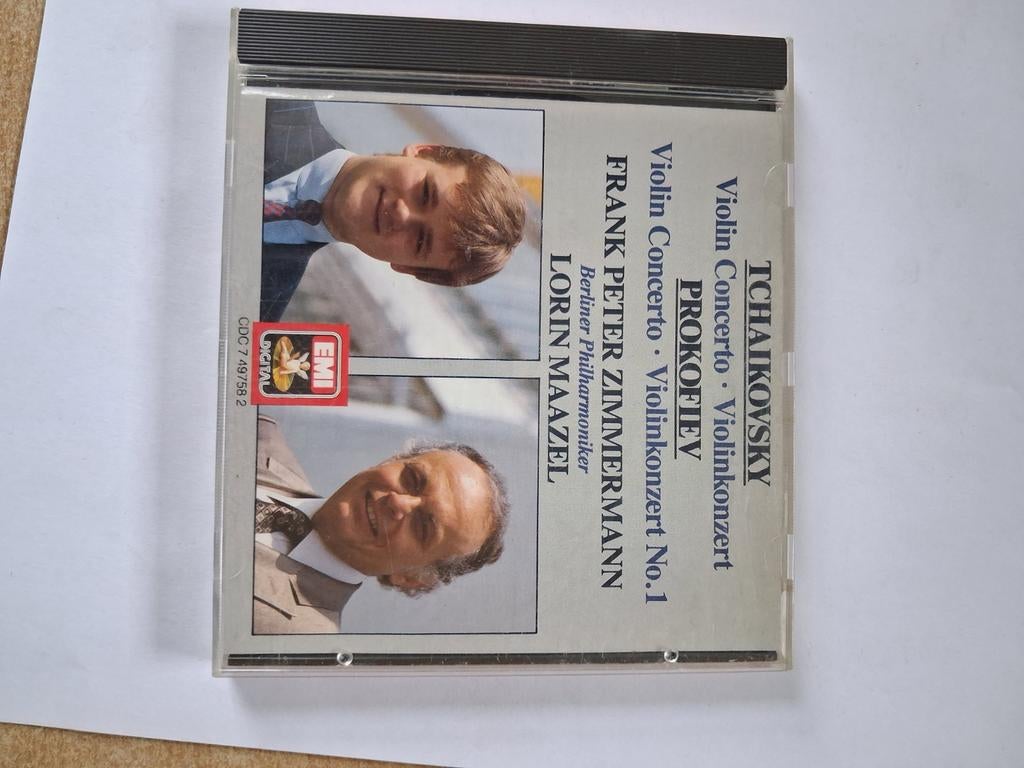 TCHAIKOVSKY
Violin Concerto · Violinkonzert
PROKOFIEV
Violin Concerto · Violinkonzert No.1
FRANK PETER ZIMMERMANN
Berliner Philharmoniker
LORIN MAAZEL
EMI
DIGITAL
CDC 7 49758 2